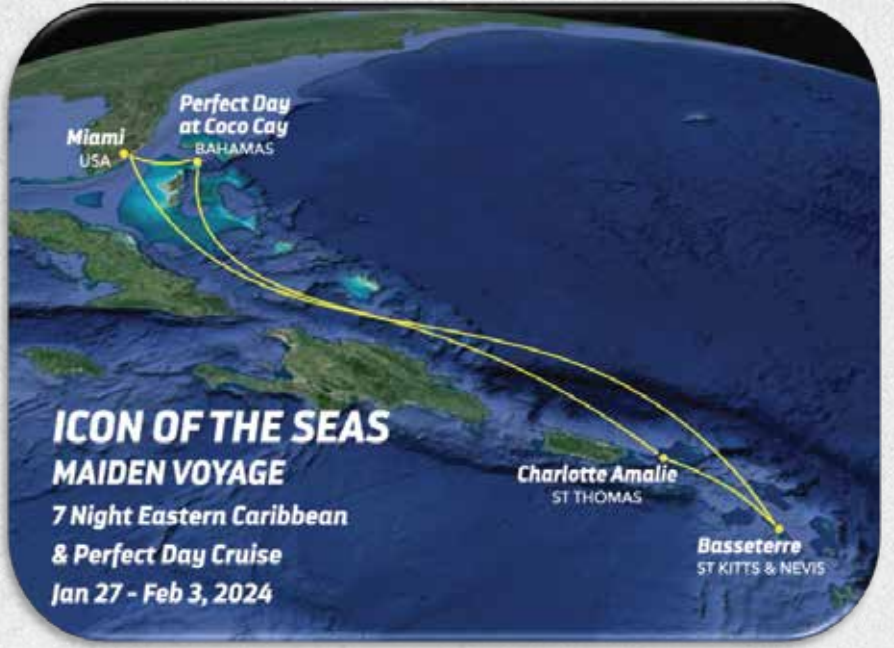 Miami
USA
Perfect Day
at Coco Cay
BAHAMAS
ICON OF THE SEAS
MAIDEN VOYAGE
7 Night Eastern Caribbean
& Perfect Day Cruise
Jan 27 - Feb 3, 2024
Charlotte Amalie
ST THOMAS
Basseterre
ST KITTS & NEVIS